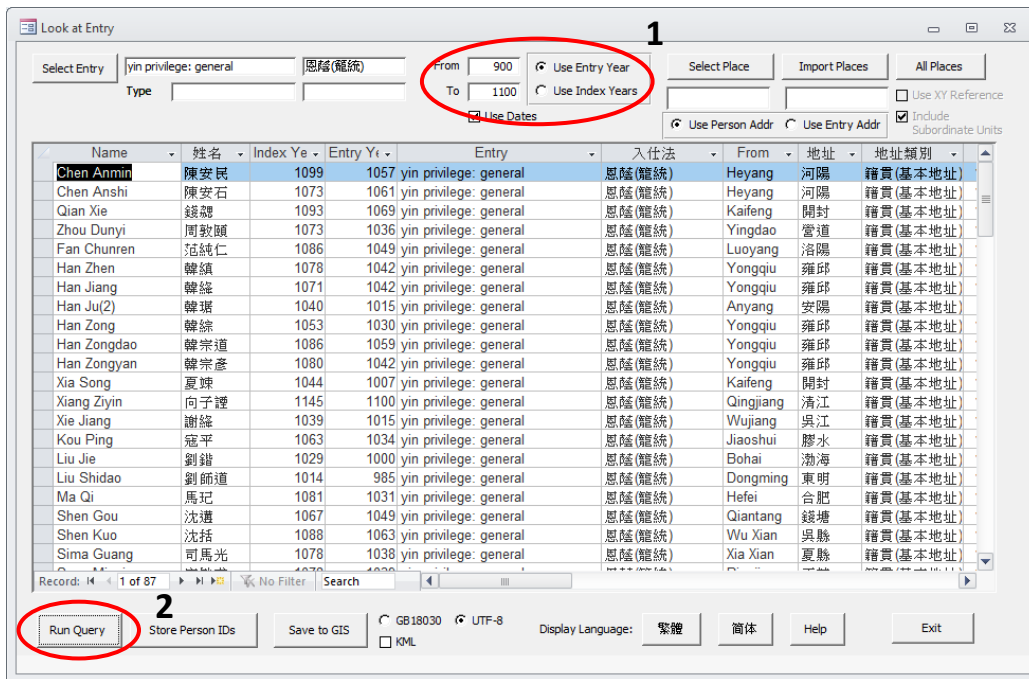 Look at Entry
1
Select Entry yin privilege: general 恩蔭(籠統) From 900 Use Entry Year Select Place Import Places All Places
Type To 1100 Use Index Years Use XY Reference
Use Dates Use Person Addr Use Entry Addr Include Subordinate Units
Name 姓名 Index Ye Entry Ye Entry 入仕法 From 地址 地址類別
Chen Anmin 陳安民 1099 1057 yin privilege: general 恩蔭(籠統) Heyang 河陽 籍貫(基本地址)
Chen Anshi 陳安石 1073 1061 yin privilege: general 恩蔭(籠統) Heyang 河陽 籍貫(基本地址)
Qian Xie 錢勰 1093 1069 yin privilege: general 恩蔭(籠統) Kaifeng 開封 籍貫(基本地址)
Zhou Dunyi 周敦頤 1073 1036 yin privilege: general 恩蔭(籠統) Yingdao 營道 籍貫(基本地址)
Fan Chunren 范純仁 1086 1049 yin privilege: general 恩蔭(籠統) Luoyang 洛陽 籍貫(基本地址)
Han Zhen 韓縝 1078 1042 yin privilege: general 恩蔭(籠統) Yongqiu 雍邱 籍貫(基本地址)
Han Jiang 韓絳 1071 1042 yin privilege: general 恩蔭(籠統) Yongqiu 雍邱 籍貫(基本地址)
Han Ju(2) 韓琚 1040 1015 yin privilege: general 恩蔭(籠統) Anyang 安陽 籍貫(基本地址)
Han Zong 韓綜 1053 1030 yin privilege: general 恩蔭(籠統) Yongqiu 雍邱 籍貫(基本地址)
Han Zongdao 韓宗道 1086 1059 yin privilege: general 恩蔭(籠統) Yongqiu 雍邱 籍貫(基本地址)
Han Zongyan 韓宗彥 1080 1042 yin privilege: general 恩蔭(籠統) Yongqiu 雍邱 籍貫(基本地址)
Xia Song 夏竦 1044 1007 yin privilege: general 恩蔭(籠統) Kaifeng 開封 籍貫(基本地址)
Xiang Ziyin 向子諲 1145 1100 yin privilege: general 恩蔭(籠統) Qingjiang 清江 籍貫(基本地址)
Xie Jiang 謝絳 1039 1015 yin privilege: general 恩蔭(籠統) Wujiang 吳江 籍貫(基本地址)
Kou Ping 寇平 1063 1034 yin privilege: general 恩蔭(籠統) Jiaoshui 膠水 籍貫(基本地址)
Liu Jie 劉鍇 1029 1000 yin privilege: general 恩蔭(籠統) Bohai 渤海 籍貫(基本地址)
Liu Shidao 劉師道 1014 985 yin privilege: general 恩蔭(籠統) Dongming 東明 籍貫(基本地址)
Ma Qi 馬玘 1081 1031 yin privilege: general 恩蔭(籠統) Hefei 合肥 籍貫(基本地址)
Shen Gou 沈遘 1067 1049 yin privilege: general 恩蔭(籠統) Qiantang 錢塘 籍貫(基本地址)
Shen Kuo 沈括 1088 1063 yin privilege: general 恩蔭(籠統) Wu Xian 吳縣 籍貫(基本地址)
Sima Guang 司馬光 1078 1038 yin privilege: general 恩蔭(籠統) Xia Xian 夏縣 籍貫(基本地址)
Record: 1 of 87 No Filter Search
2
Run Query Store Person IDs Save to GIS GB18030 UTF-8 Display Language: 繁體 简体 Help Exit
KML